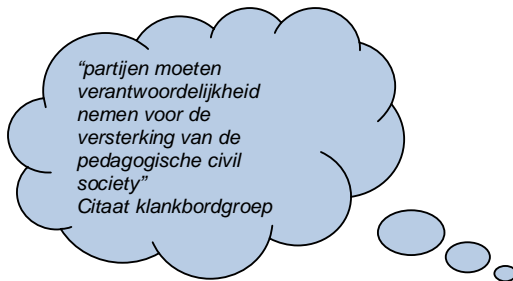 “partijen moeten
verantwoordelijkheid
nemen voor de
versterking van de
pedagogische civil
society”
Citaat klankbordgroep